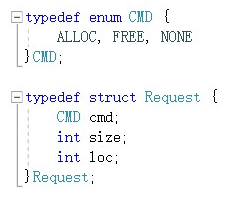 typedef enum CMD {
    ALLOC, FREE, NONE
}CMD;

typedef struct Request {
    CMD cmd;
    int size;
    int loc;
}Request;